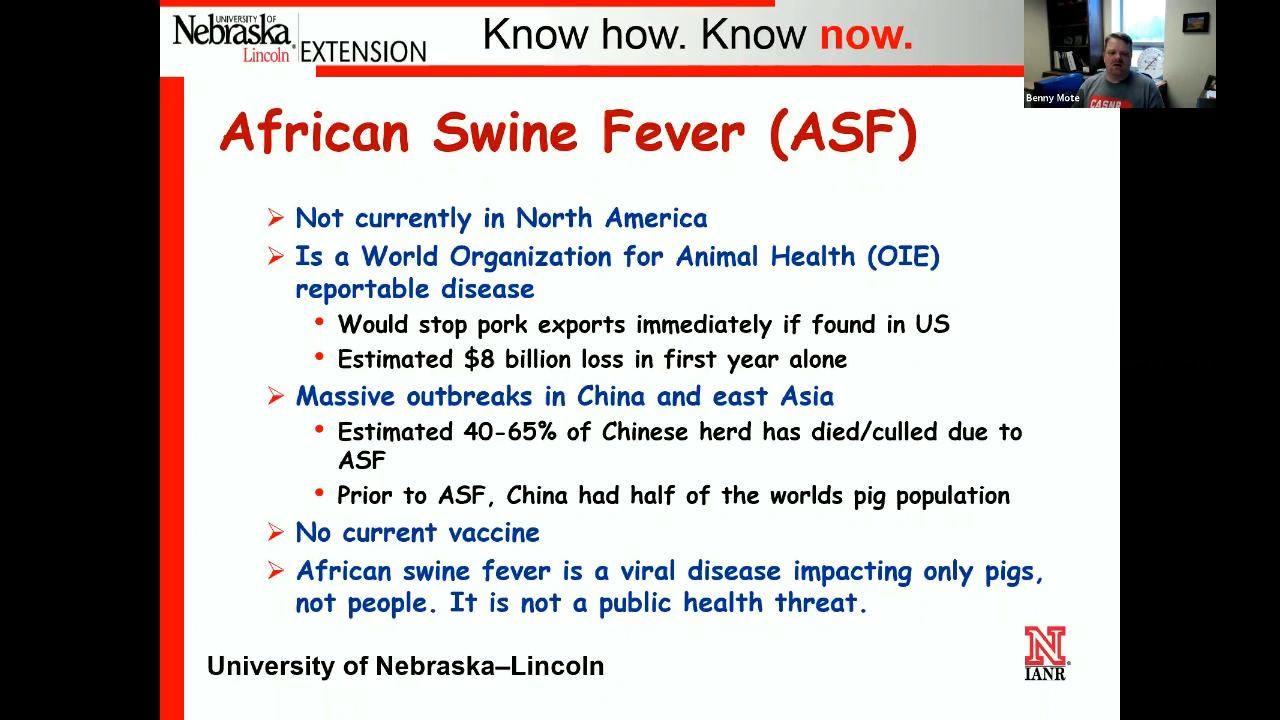 UNIVERSITY OF
Nebraska
Lincoln
EXTENSION
Know how. Know now.
Benny Mote
CASNR
African Swine Fever (ASF)
Not currently in North America
Is a World Organization for Animal Health (OIE)
reportable disease
Would stop pork exports immediately if found in US
Estimated $8 billion loss in first year alone
Massive outbreaks in China and east Asia
Estimated 40-65% of Chinese herd has died/culled due to
ASF
Prior to ASF, China had half of the worlds pig population
No current vaccine
African swine fever is a viral disease impacting only pigs,
not people. It is not a public health threat.
University of Nebraska–Lincoln
N
IANR